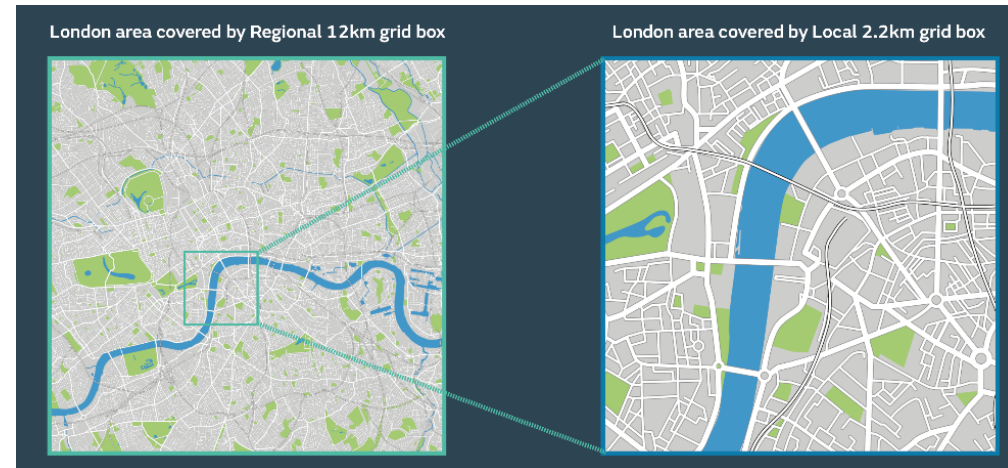 London area covered by Regional 12km grid box
London area covered by Local 2.2km grid box